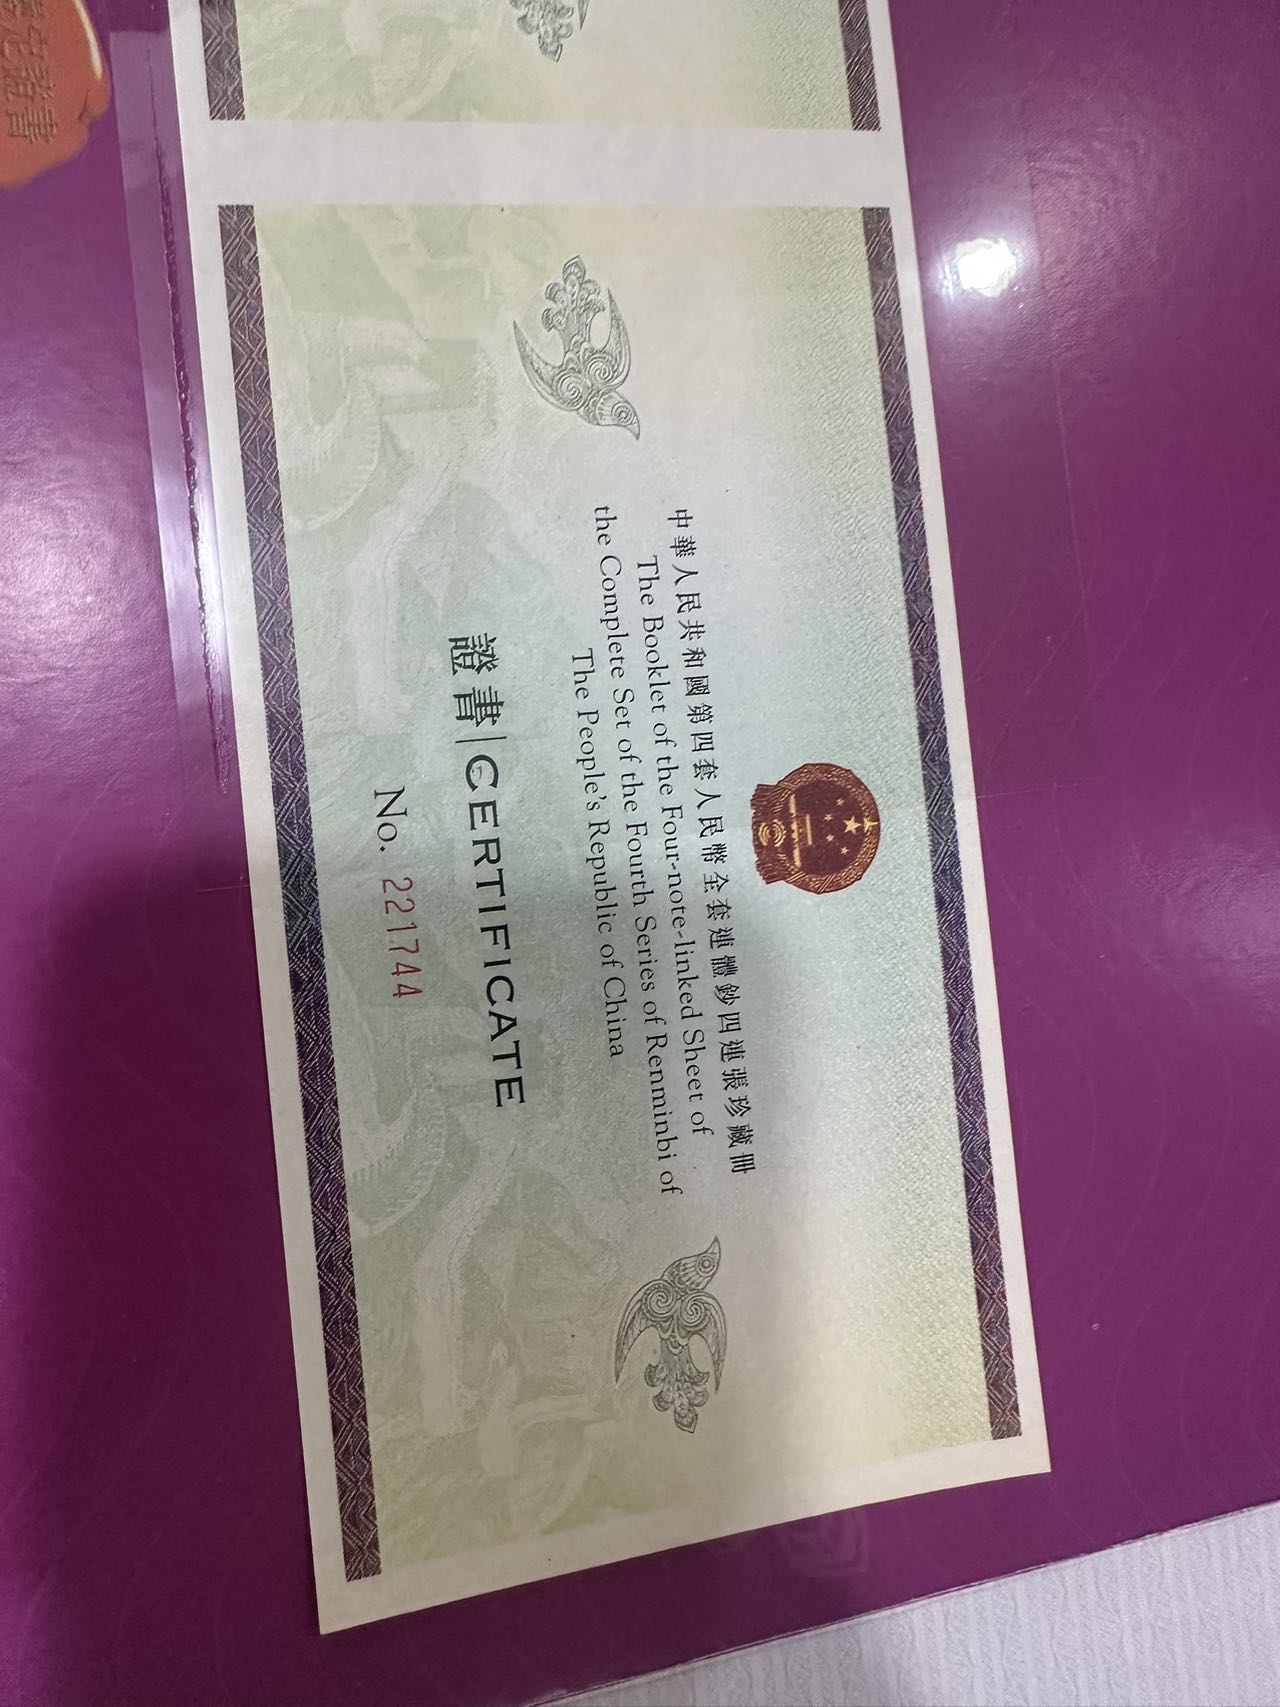 中華人民共和國第四套人民幣全套連體鈔四連張珍藏冊
The Booklet of the Four-note-linked Sheet of
the Complete Set of the Fourth Series of Renminbi of
The People's Republic of China
證書|CERTIFICATE
No. 221744
證書